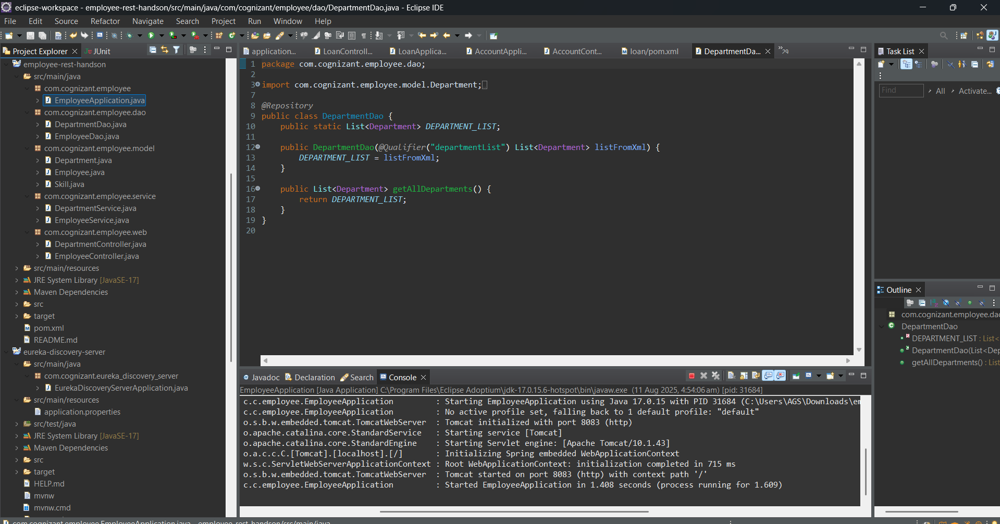 eclipse-workspace - employee-rest-handson/src/main/java/com/cognizant/employee/dao/DepartmentDao.java - Eclipse IDE
File Edit Source Refactor Navigate Search Project Run Window Help
Project Explorer
JUnit
employee-rest-handson
src/main/java
com.cognizant.employee
EmployeeApplication.java
com.cognizant.employee.dao
DepartmentDao.java
EmployeeDao.java
com.cognizant.employee.model
Department.java
Employee.java
Skill.java
com.cognizant.employee.service
DepartmentService.java
EmployeeService.java
com.cognizant.employee.web
DepartmentController.java
EmployeeController.java
src/main/resources
JRE System Library [JavaSE-17]
Maven Dependencies
src
target
pom.xml
README.md
eureka-discovery-server
src/main/java
com.cognizant.eureka_discovery_server
EurekaDiscoveryServerApplication.java
src/main/resources
application.properties
src/test/java
JRE System Library [JavaSE-17]
Maven Dependencies
src
target
HELP.md
mvnw
mvnw.cmd
application... LoanControll... LoanApplica... AccountAppli... AccountCont... loan/pom.xml DepartmentDa... »29
1 package com.cognizant.employee.dao;
2
3 import com.cognizant.employee.model.Department;
7
8 @Repository
9 public class DepartmentDao {
10 public static List<Department> DEPARTMENT_LIST;
11
12 public DepartmentDao(@Qualifier("departmentList") List<Department> listFromXml) {
13 DEPARTMENT_LIST = listFromXml;
14 }
15
16 public List<Department> getAllDepartments() {
17 return DEPARTMENT_LIST;
18 }
19 }
20
Javadoc Declaration Search Console
EmployeeApplication [Java Application] C:\Program Files\Eclipse Adoptium\jdk-17.0.15.6-hotspot\bin\javaw.exe (11 Aug 2025, 4:54:06 am) [pid: 31684]
c.c.employee.EmployeeApplication : Starting EmployeeApplication using Java 17.0.15 with PID 31684 (C:\Users\AGS\Downloads\em
c.c.employee.EmployeeApplication : No active profile set, falling back to 1 default profile: "default"
o.s.b.w.embedded.tomcat.TomcatWebServer : Tomcat initialized with port 8083 (http)
o.apache.catalina.core.StandardService : Starting service [Tomcat]
o.apache.catalina.core.StandardEngine : Starting Servlet engine: [Apache Tomcat/10.1.43]
o.a.c.c.C.[Tomcat].[localhost].[/] : Initializing Spring embedded WebApplicationContext
w.s.c.ServletWebServerApplicationContext : Root WebApplicationContext: initialization completed in 715 ms
o.s.b.w.embedded.tomcat.TomcatWebServer : Tomcat started on port 8083 (http) with context path '/'
c.c.employee.EmployeeApplication : Started EmployeeApplication in 1.408 seconds (process running for 1.609)
Task List
Find All Activate...
Outline
com.cognizant.employee.dao
DepartmentDao
DEPARTMENT_LIST : List<
DepartmentDao(List<Dep
getAllDepartments() : List
com.cognizant.employee.EmployeeApplication.java - employee-rest-handson/src/main/java